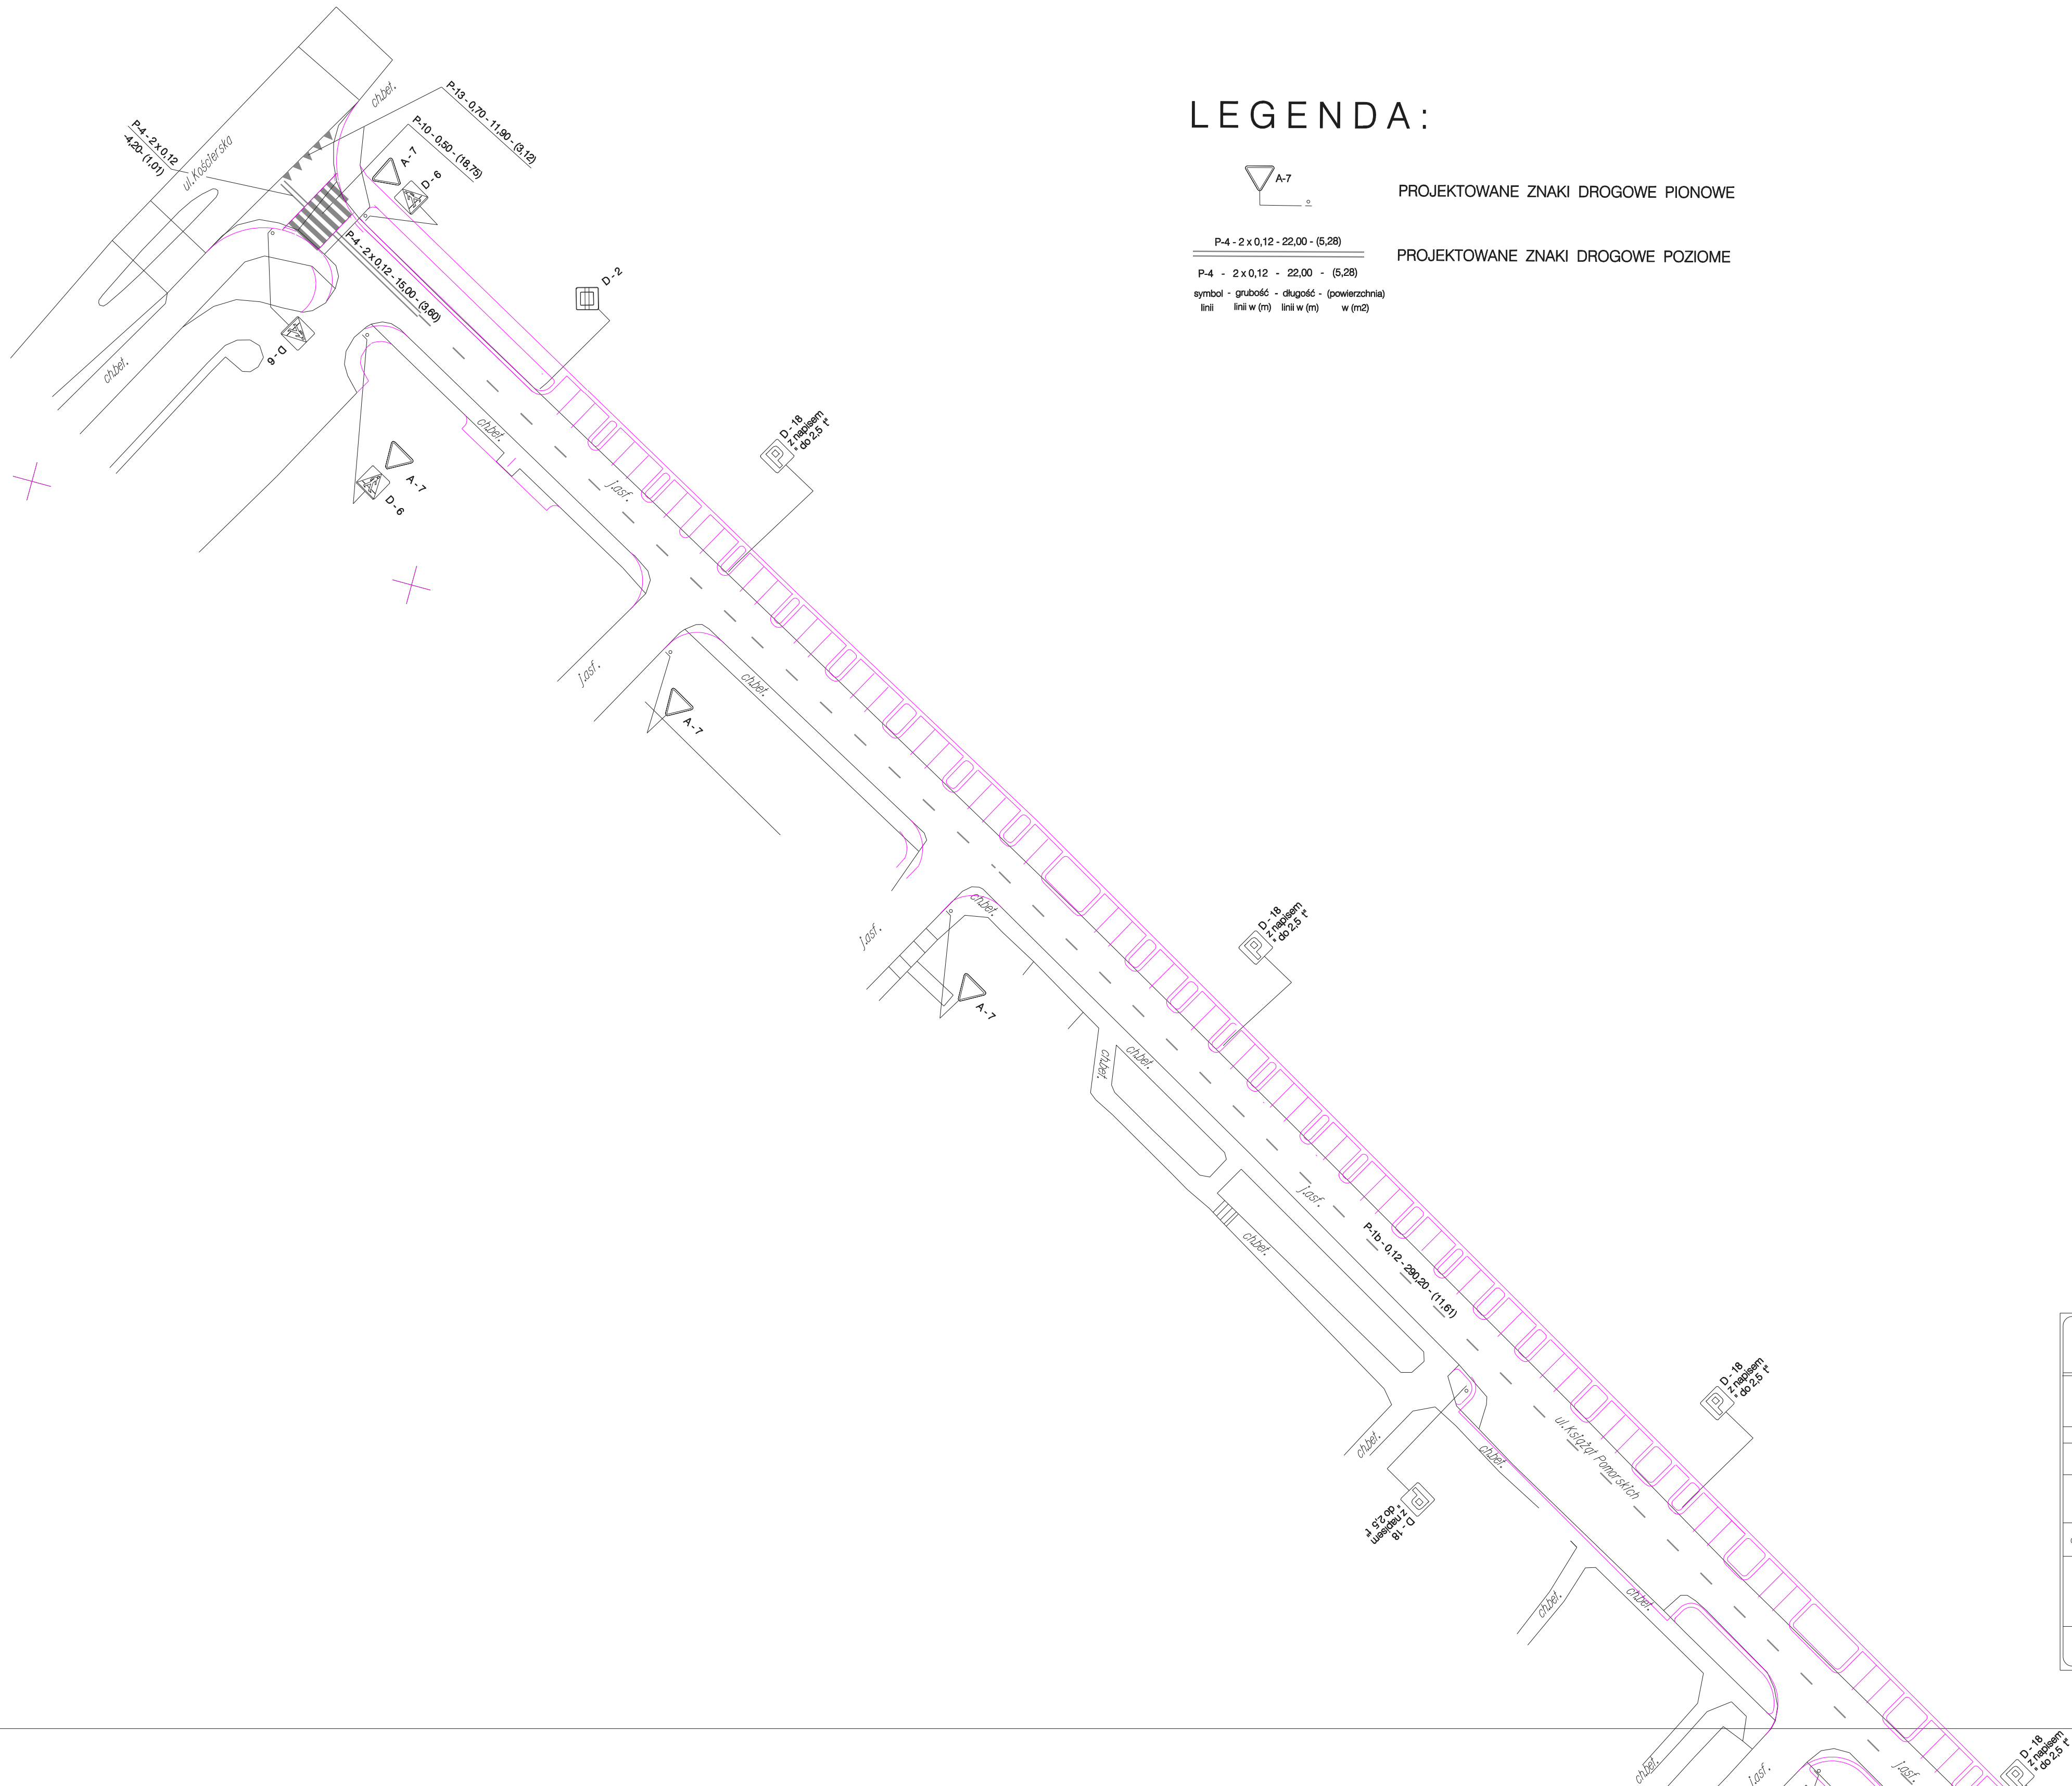 LEGENDA:
A-7
PROJEKTOWANE ZNAKI DROGOWE PIONOWE
P-4 - 2 x 0,12 - 22,00 - (5,28)
PROJEKTOWANE ZNAKI DROGOWE POZIOME
P-4 - 2 x 0,12 - 22,00 - (5,28)
symbol - grubość - długość - (powierzchnia)
linii linii w (m) linii w (m) w (m2)
ch.bet.
P-13 - 0,70 - 11,90 - (3,12)
P-10 - 0,50 - (18,75)
P-4 - 2 x 0,12
-4,20- (1,01)
ul.Kościerska
A - 7
D - 6
P-4 - 2 x 0,12 - 15,00 - (3,60)
D - 2
D - 6
ch.bet.
D - 18
z napisem
" do 2,5 t"
ch.bet.
A - 7
D - 6
j.asf.
j.asf.
ch.bet.
A - 7
ch.bet.
j.asf.
D - 18
z napisem
" do 2,5 t"
A - 7
ch.bet.
ch.bet.
j.asf.
ch.bet.
P-1b - 0,12 - 290,20 - (11,61)
D - 18
z napisem
" do 2,5 t"
ul.Książąt Pomorskich
ch.bet.
ch.bet.
D - 18
z napisem
" do 2,5 t"
ch.bet.
ch.bet.
D - 18
z napisem
" do 2,5 t"
ch.bet.
j.asf.
j.asf.